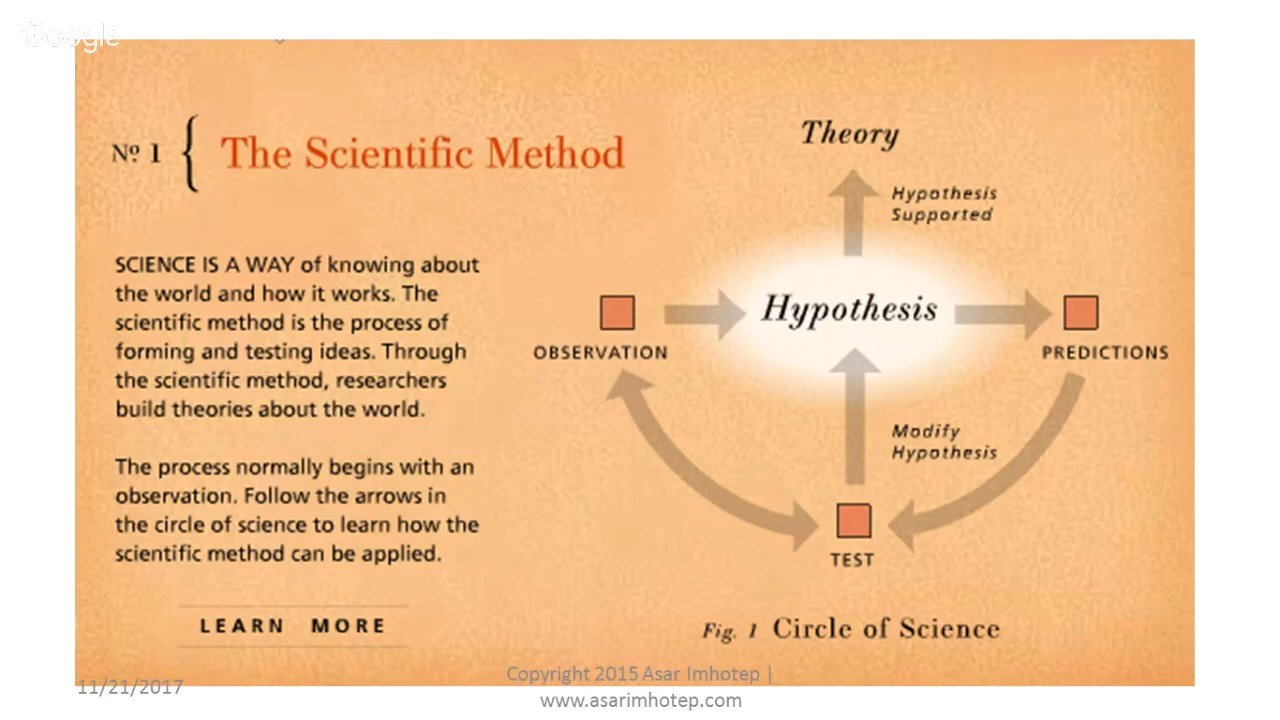 Google
Nº 1 { The Scientific Method
SCIENCE IS A WAY of knowing about
the world and how it works. The
scientific method is the process of
forming and testing ideas. Through
the scientific method, researchers
build theories about the world.
The process normally begins with an
observation. Follow the arrows in
the circle of science to learn how the
scientific method can be applied.
LEARN MORE
Theory
Hypothesis
Supported
Hypothesis
OBSERVATION
PREDICTIONS
Modify
Hypothesis
TEST
Fig. 1 Circle of Science
11/21/2017
Copyright 2015 Asar Imhotep |
www.asarimhotep.com